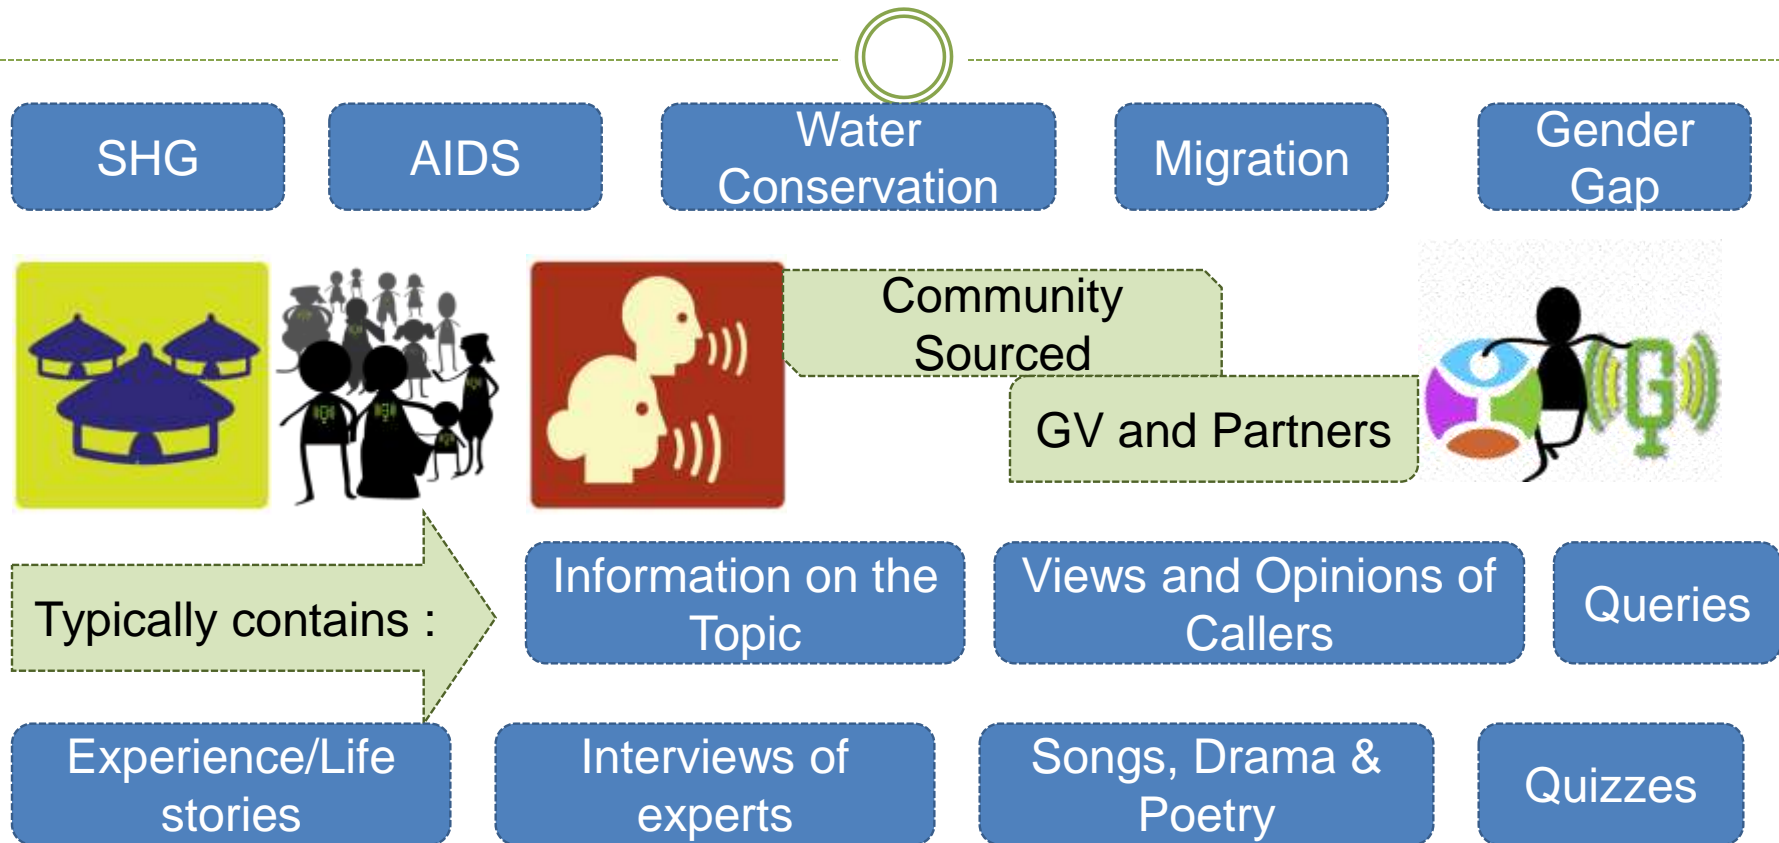 SHG
AIDS
Water
Conservation
Migration
Gender
Gap
Community
Sourced
GV and Partners
G
Typically contains :
Information on the
Topic
Views and Opinions of
Callers
Queries
Experience/Life
stories
Interviews of
experts
Songs, Drama &
Poetry
Quizzes